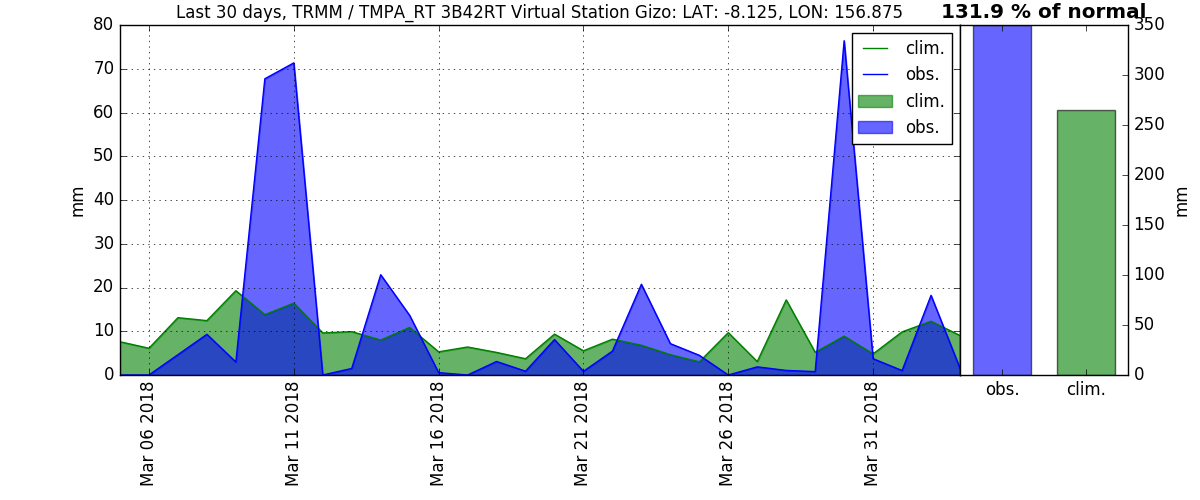 Last 30 days, TRMM / TMPA_RT 3B42RT Virtual Station Gizo: LAT: -8.125, LON: 156.875
131.9 % of normal
80
70
60
50
40
30
20
10
0
mm
clim.
obs.
clim.
obs.
350
300
250
200
150
100
50
0
mm
obs.
clim.
Mar 06 2018
Mar 11 2018
Mar 16 2018
Mar 21 2018
Mar 26 2018
Mar 31 2018